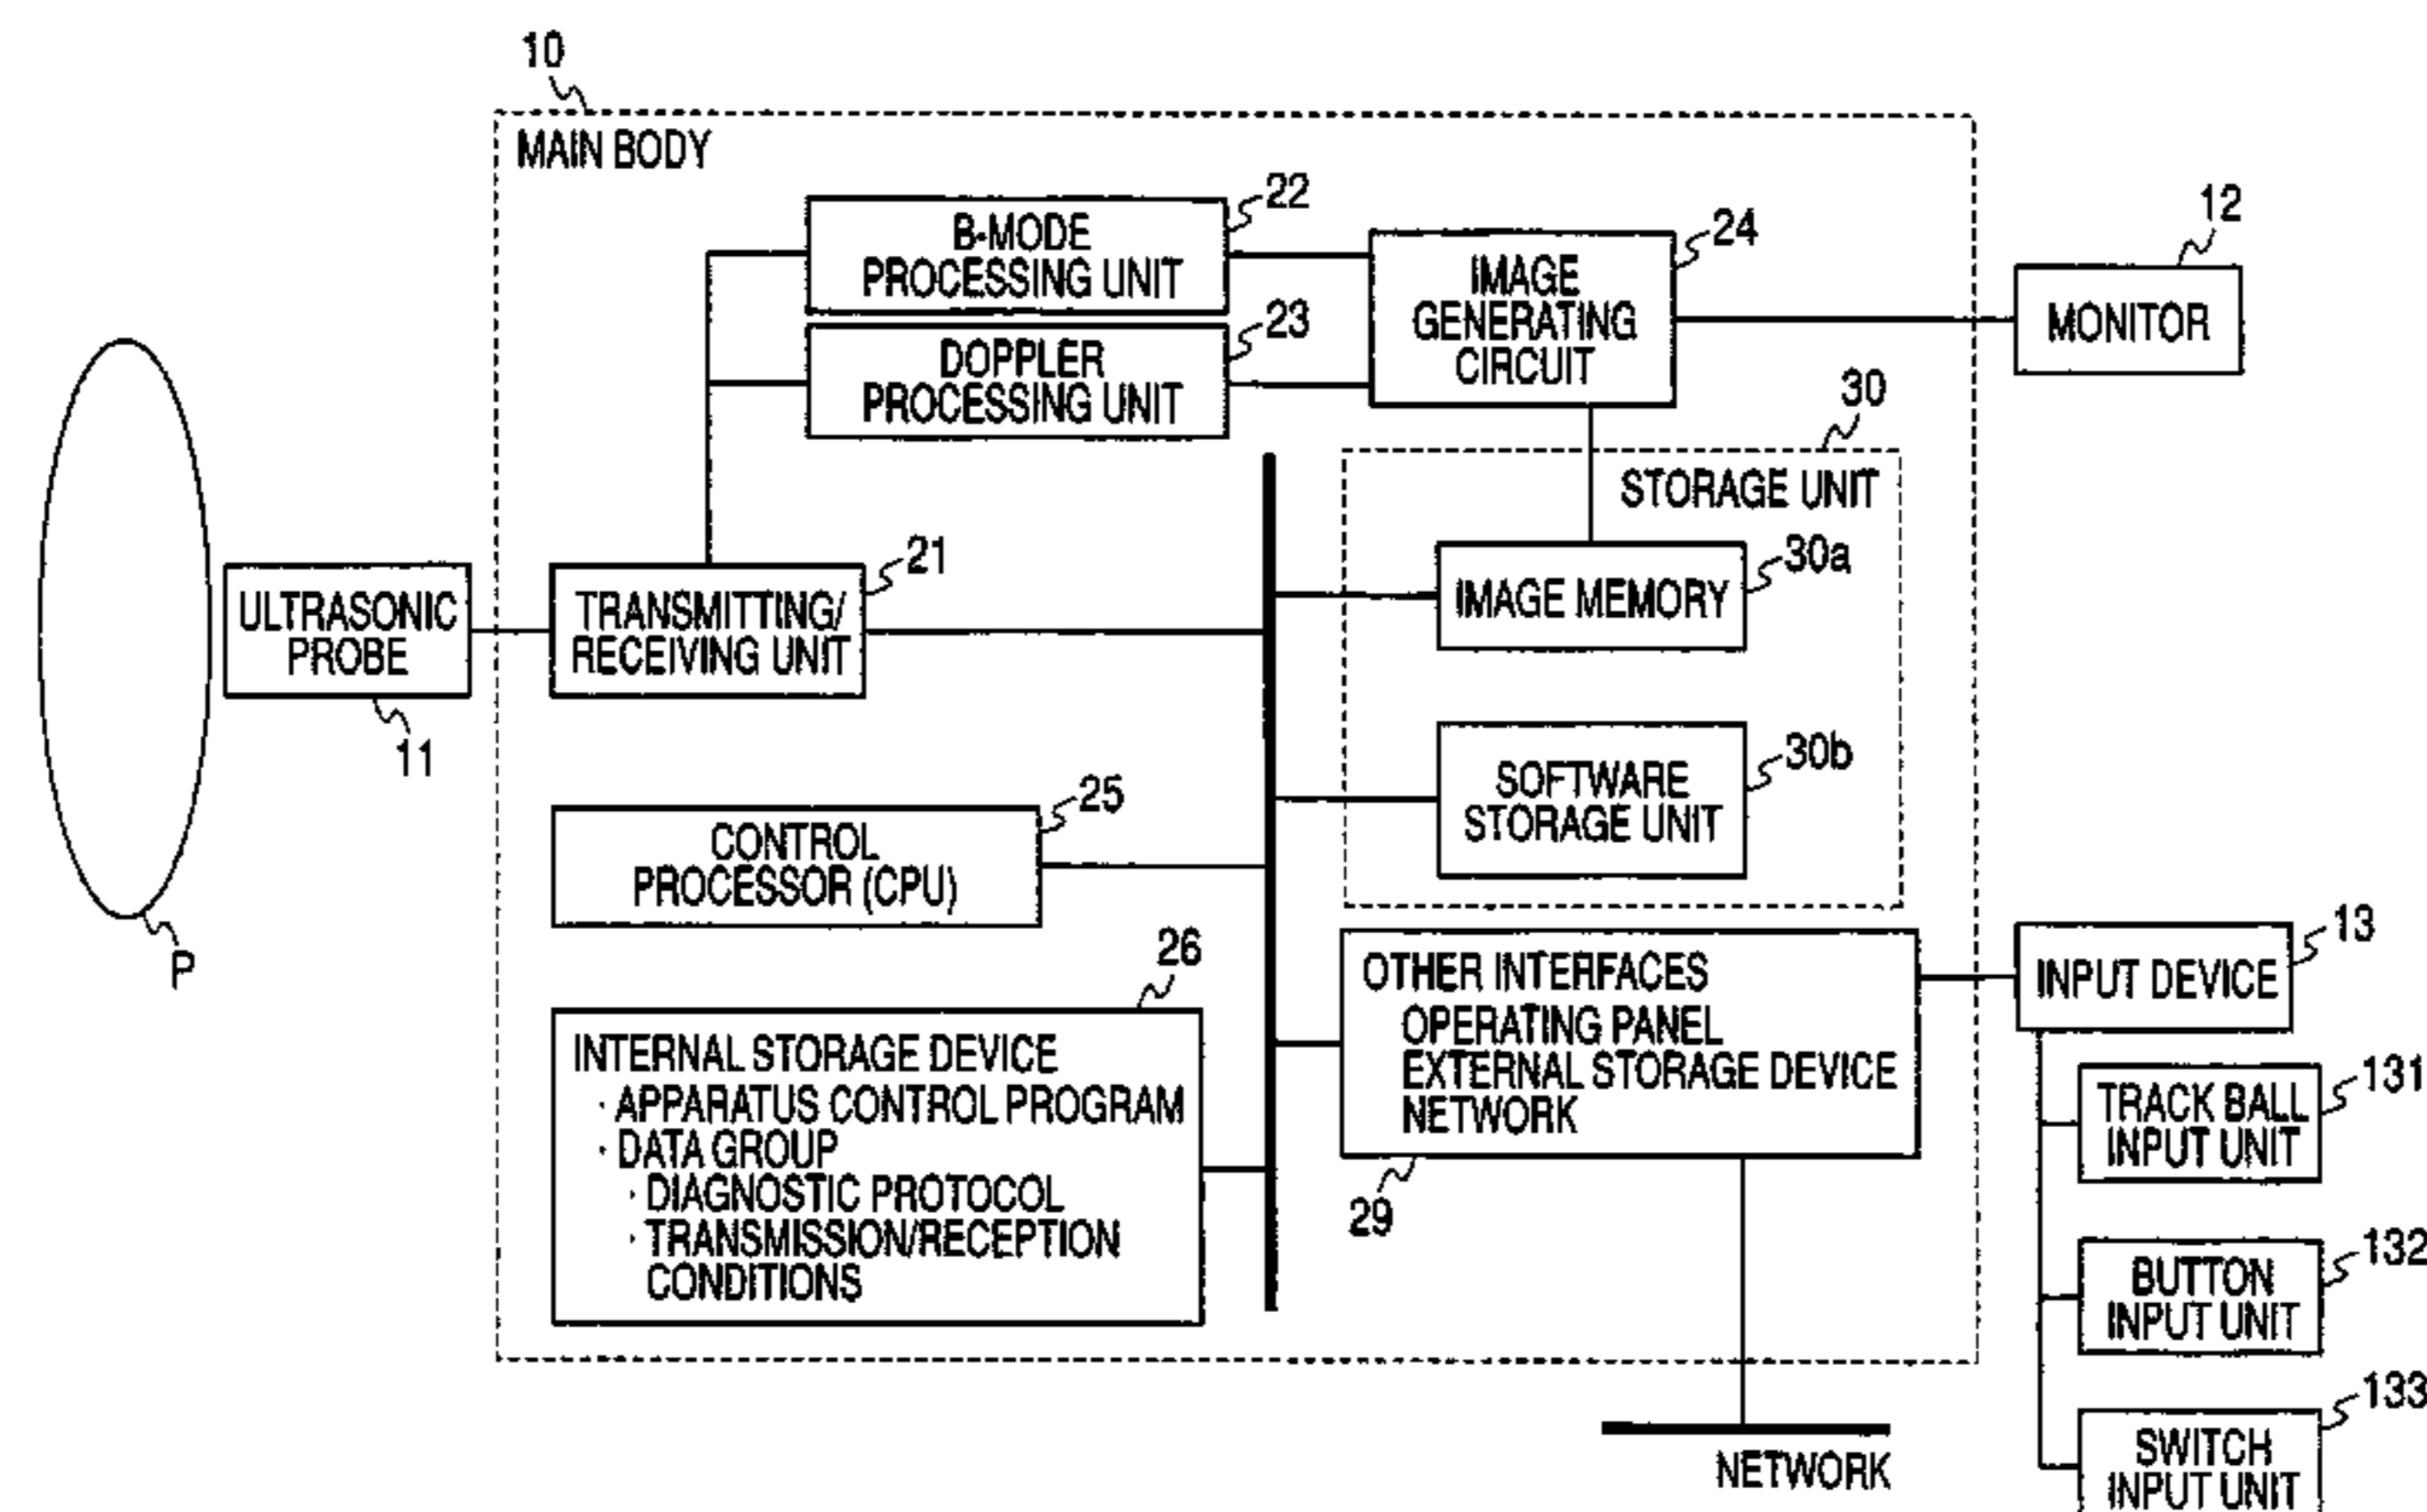 10
MAIN BODY
22
B-MODE
PROCESSING UNIT
23
DOPPLER
PROCESSING UNIT
24
IMAGE
GENERATING
CIRCUIT
12
MONITOR
30
STORAGE UNIT
30a
IMAGE MEMORY
30b
SOFTWARE
STORAGE UNIT
ULTRASONIC
PROBE
11
P
21
TRANSMITTING/
RECEIVING UNIT
25
CONTROL
PROCESSOR (CPU)
26
INTERNAL STORAGE DEVICE
· APPARATUS CONTROL PROGRAM
· DATA GROUP
· DIAGNOSTIC PROTOCOL
· TRANSMISSION/RECEPTION
CONDITIONS
OTHER INTERFACES
OPERATING PANEL
EXTERNAL STORAGE DEVICE
NETWORK
29
13
INPUT DEVICE
131
TRACK BALL
INPUT UNIT
132
BUTTON
INPUT UNIT
133
SWITCH
INPUT UNIT
NETWORK